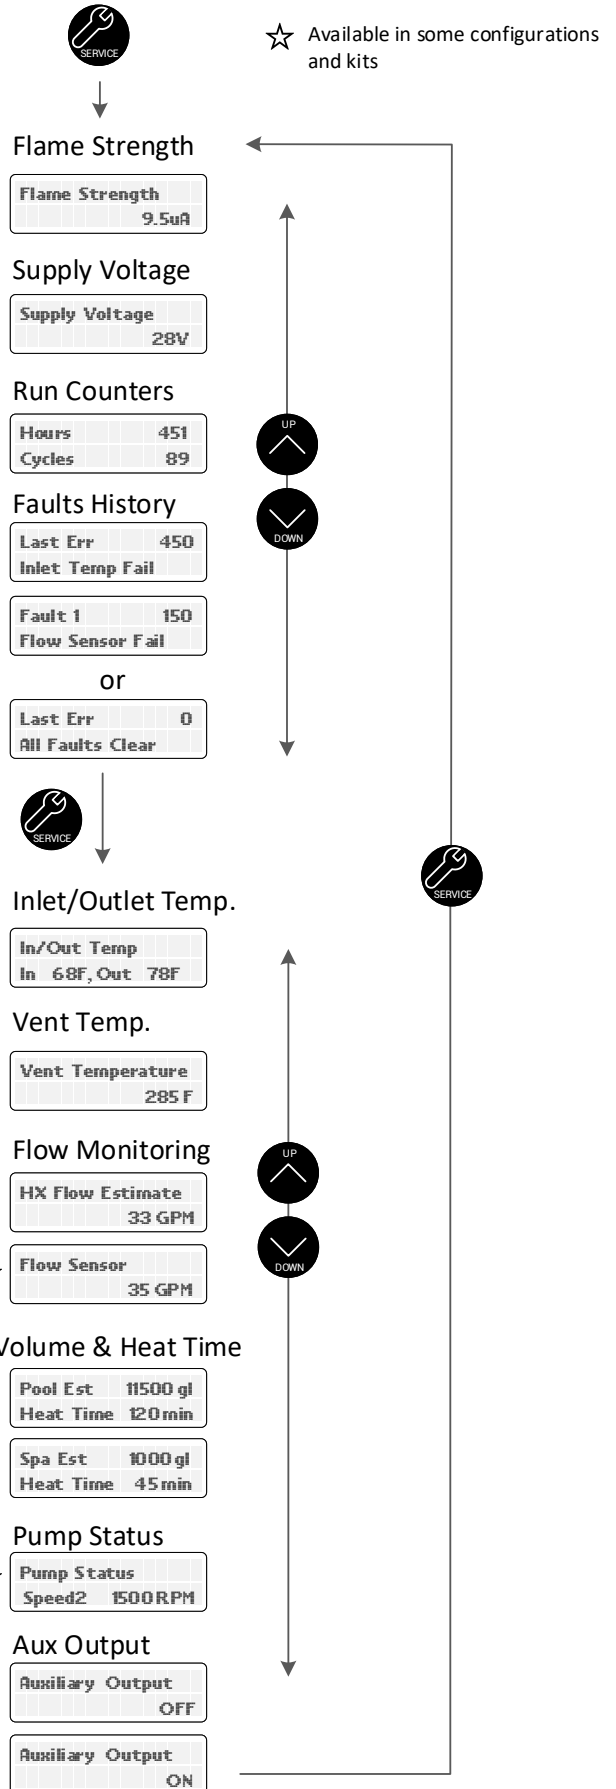 SERVICE
☆ Available in some configurations
and kits
Flame Strength
Flame Strength
9.5uA
Supply Voltage
Supply Voltage
28V
Run Counters
Hours 451
Cycles 89
UP
DOWN
Faults History
Last Err 450
Inlet Temp Fail
Fault 1 150
Flow Sensor Fail
or
Last Err 0
All Faults Clear
SERVICE
SERVICE
Inlet/Outlet Temp.
In/Out Temp
In 68F, Out 78F
Vent Temp.
Vent Temperature
285 F
Flow Monitoring
HX Flow Estimate
33 GPM
UP
DOWN
Flow Sensor
35 GPM
Volume & Heat Time
Pool Est 11500 gl
Heat Time 120 min
Spa Est 1000 gl
Heat Time 45 min
Pump Status
Pump Status
Speed2 1500 RPM
Aux Output
Auxiliary Output
OFF
Auxiliary Output
ON